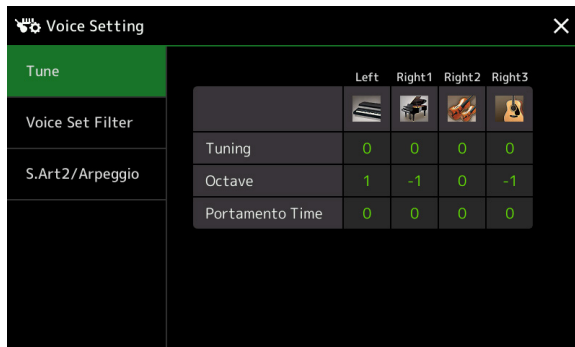 Voice Setting
Tune
Voice Set Filter
S.Art2/Arpeggio
Left Right1 Right2 Right3
Tuning 0 0 0 0
Octave 1 -1 0 -1
Portamento Time 0 0 0 0